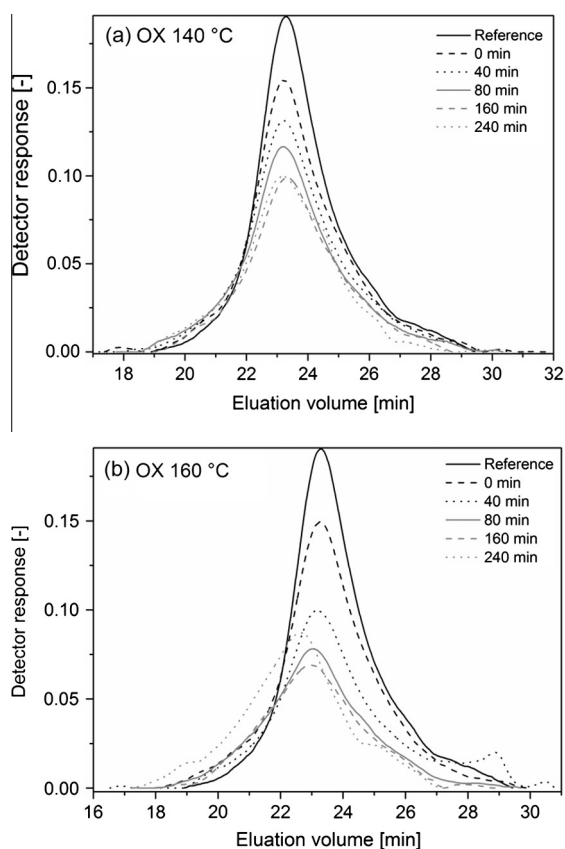 (a) OX 140 °C
Reference
0 min
40 min
80 min
160 min
240 min
Detector response [-]
0.15
0.10
0.05
0.00
18 20 22 24 26 28 30 32
Eluation volume [min]
(b) OX 160 °C
Reference
0 min
40 min
80 min
160 min
240 min
Detector response [-]
0.15
0.10
0.05
0.00
16 18 20 22 24 26 28 30
Eluation volume [min]